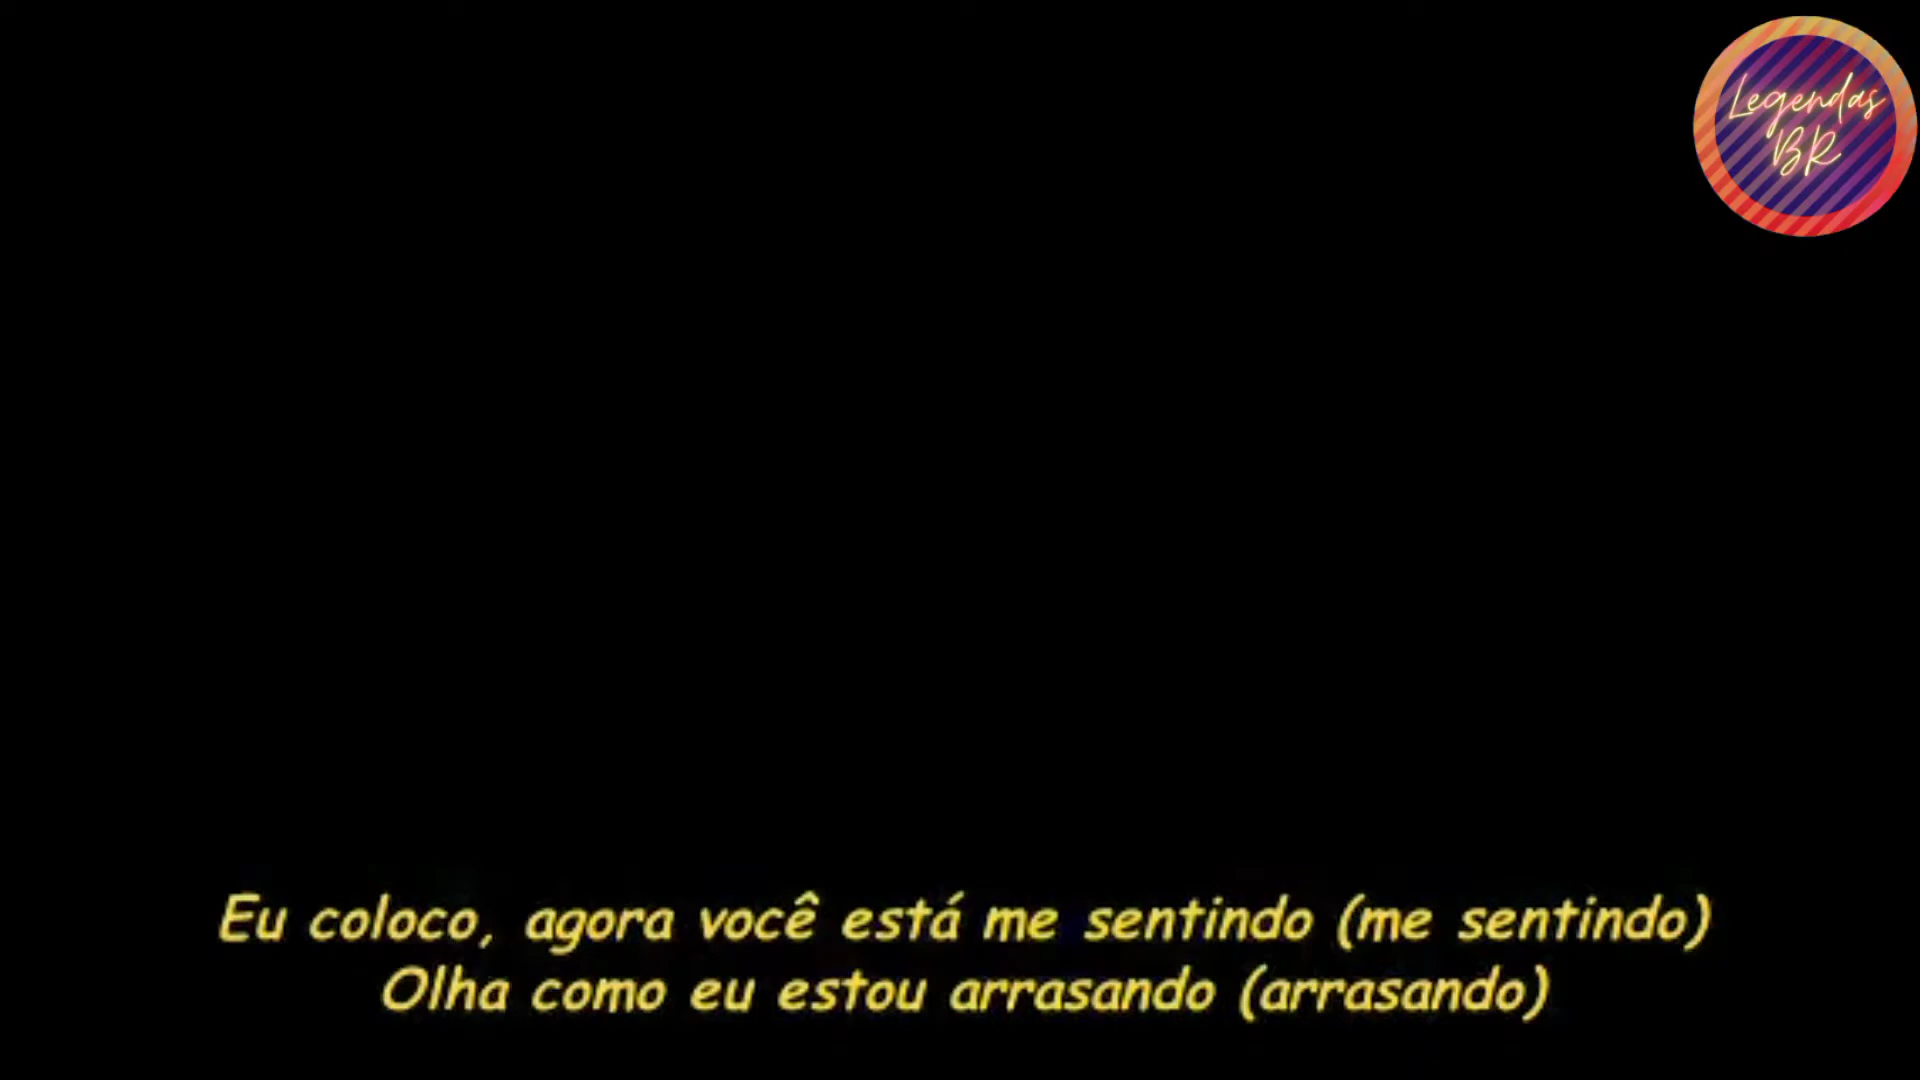 Legendas
BR
Eu coloco, agora você está me sentindo (me sentindo)
Olha como eu estou arrasando (arrasando)